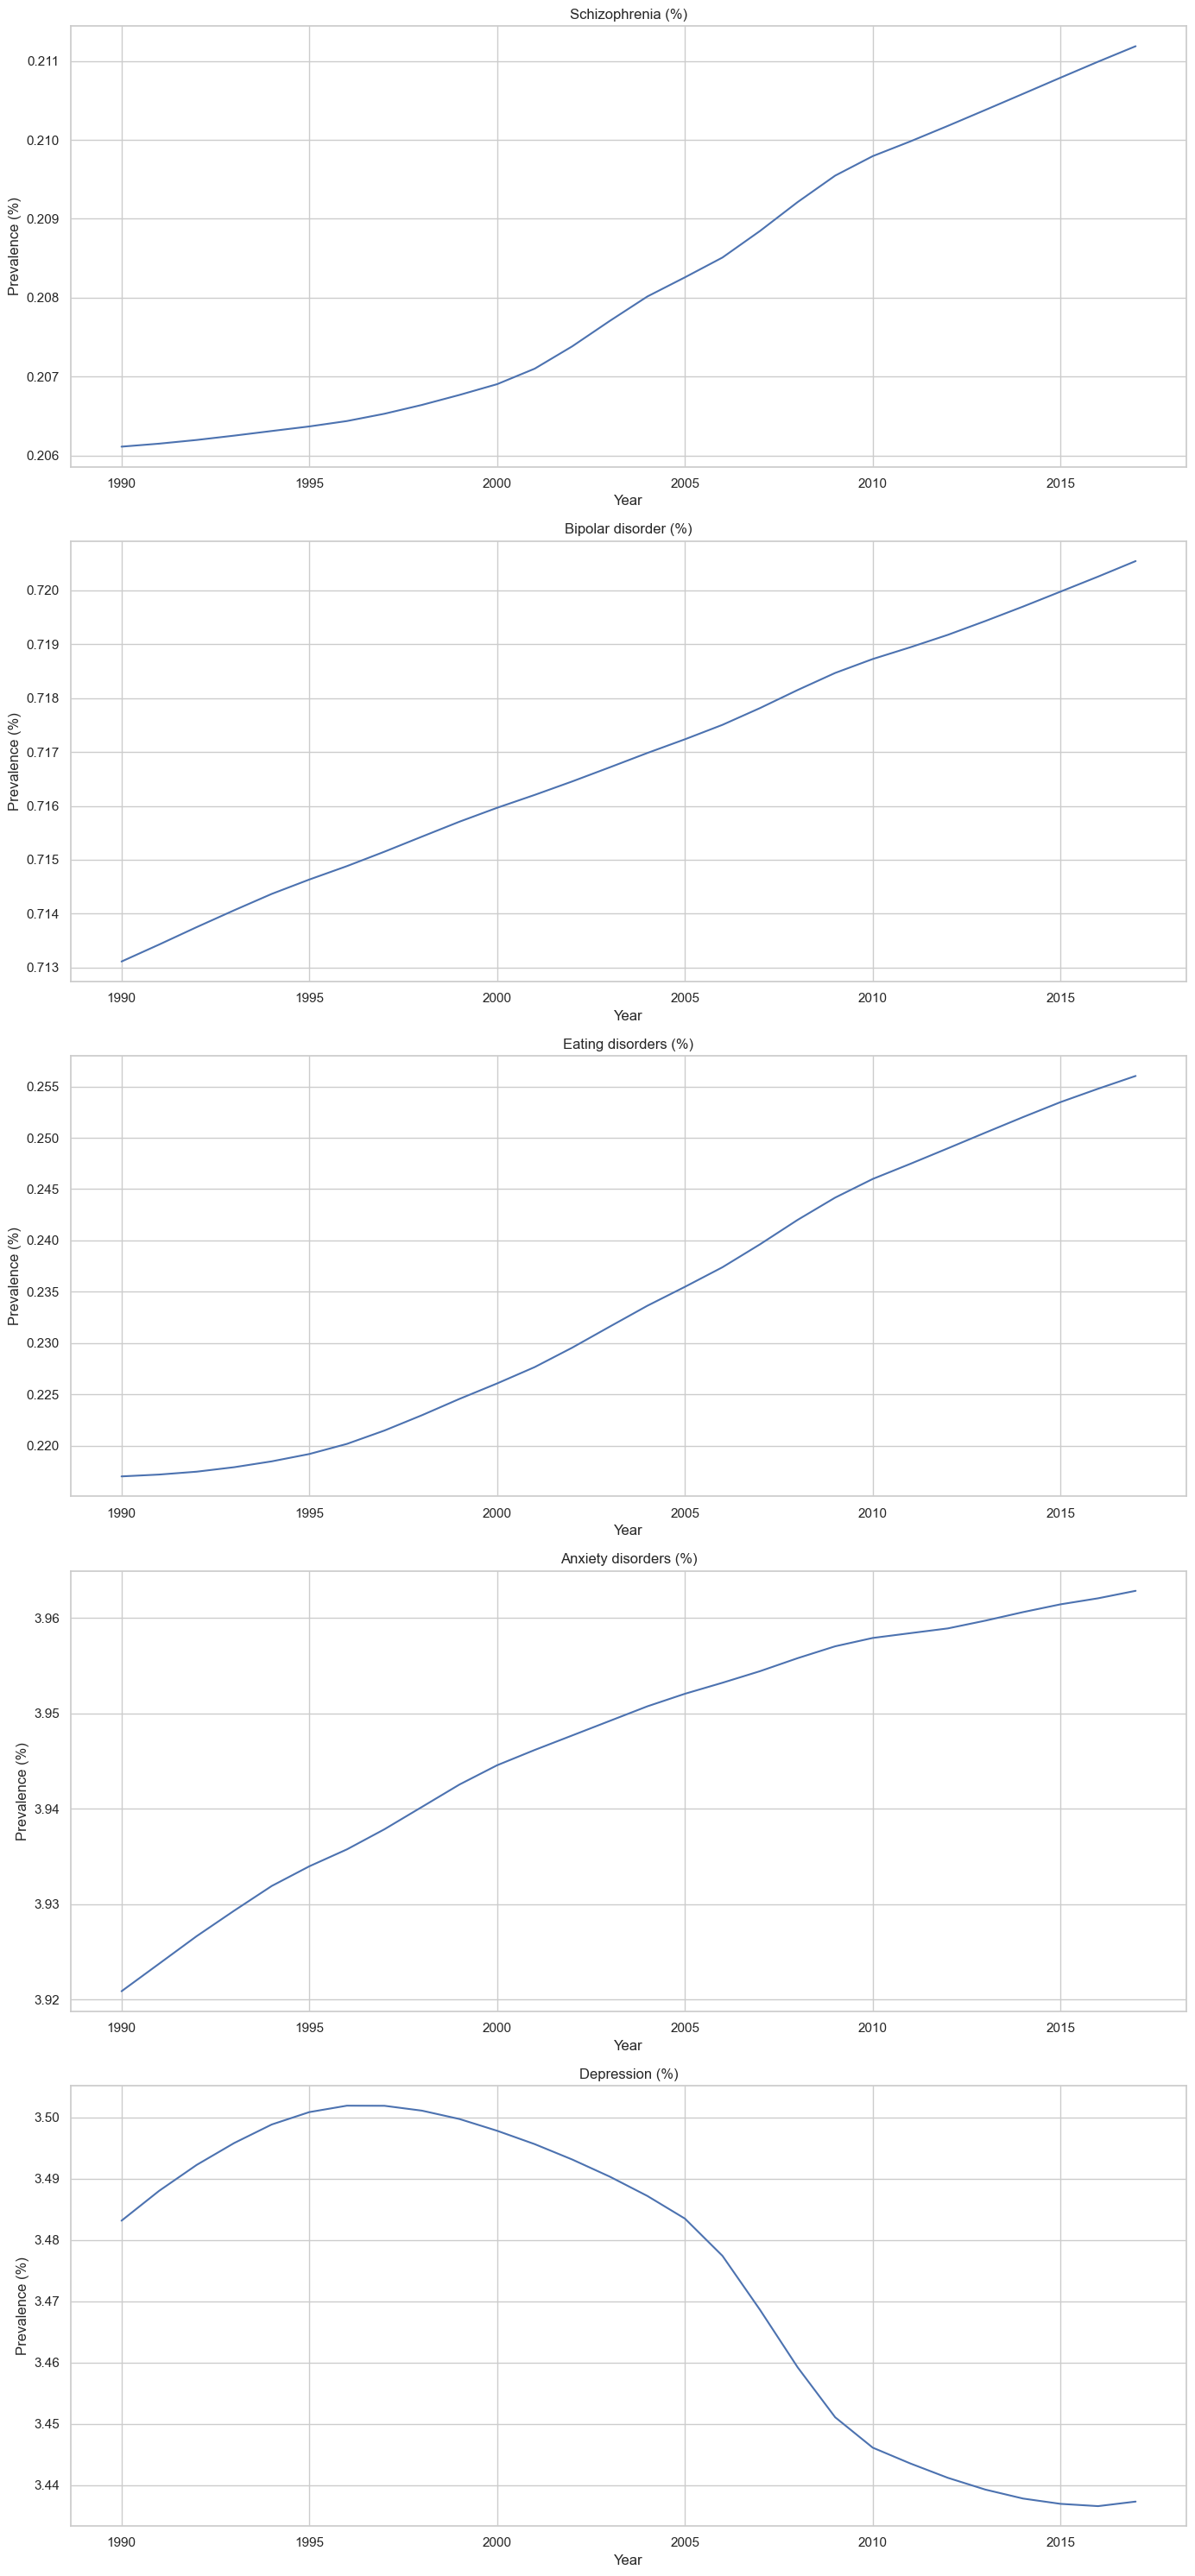 Schizophrenia (%)
Prevalence (%)
0.211
0.210
0.209
0.208
0.207
0.206
1990 1995 2000 2005 2010 2015
Year
Bipolar disorder (%)
Prevalence (%)
0.720
0.719
0.718
0.717
0.716
0.715
0.714
0.713
1990 1995 2000 2005 2010 2015
Year
Eating disorders (%)
Prevalence (%)
0.255
0.250
0.245
0.240
0.235
0.230
0.225
0.220
1990 1995 2000 2005 2010 2015
Year
Anxiety disorders (%)
Prevalence (%)
3.96
3.95
3.94
3.93
3.92
1990 1995 2000 2005 2010 2015
Year
Depression (%)
Prevalence (%)
3.50
3.49
3.48
3.47
3.46
3.45
3.44
1990 1995 2000 2005 2010 2015
Year